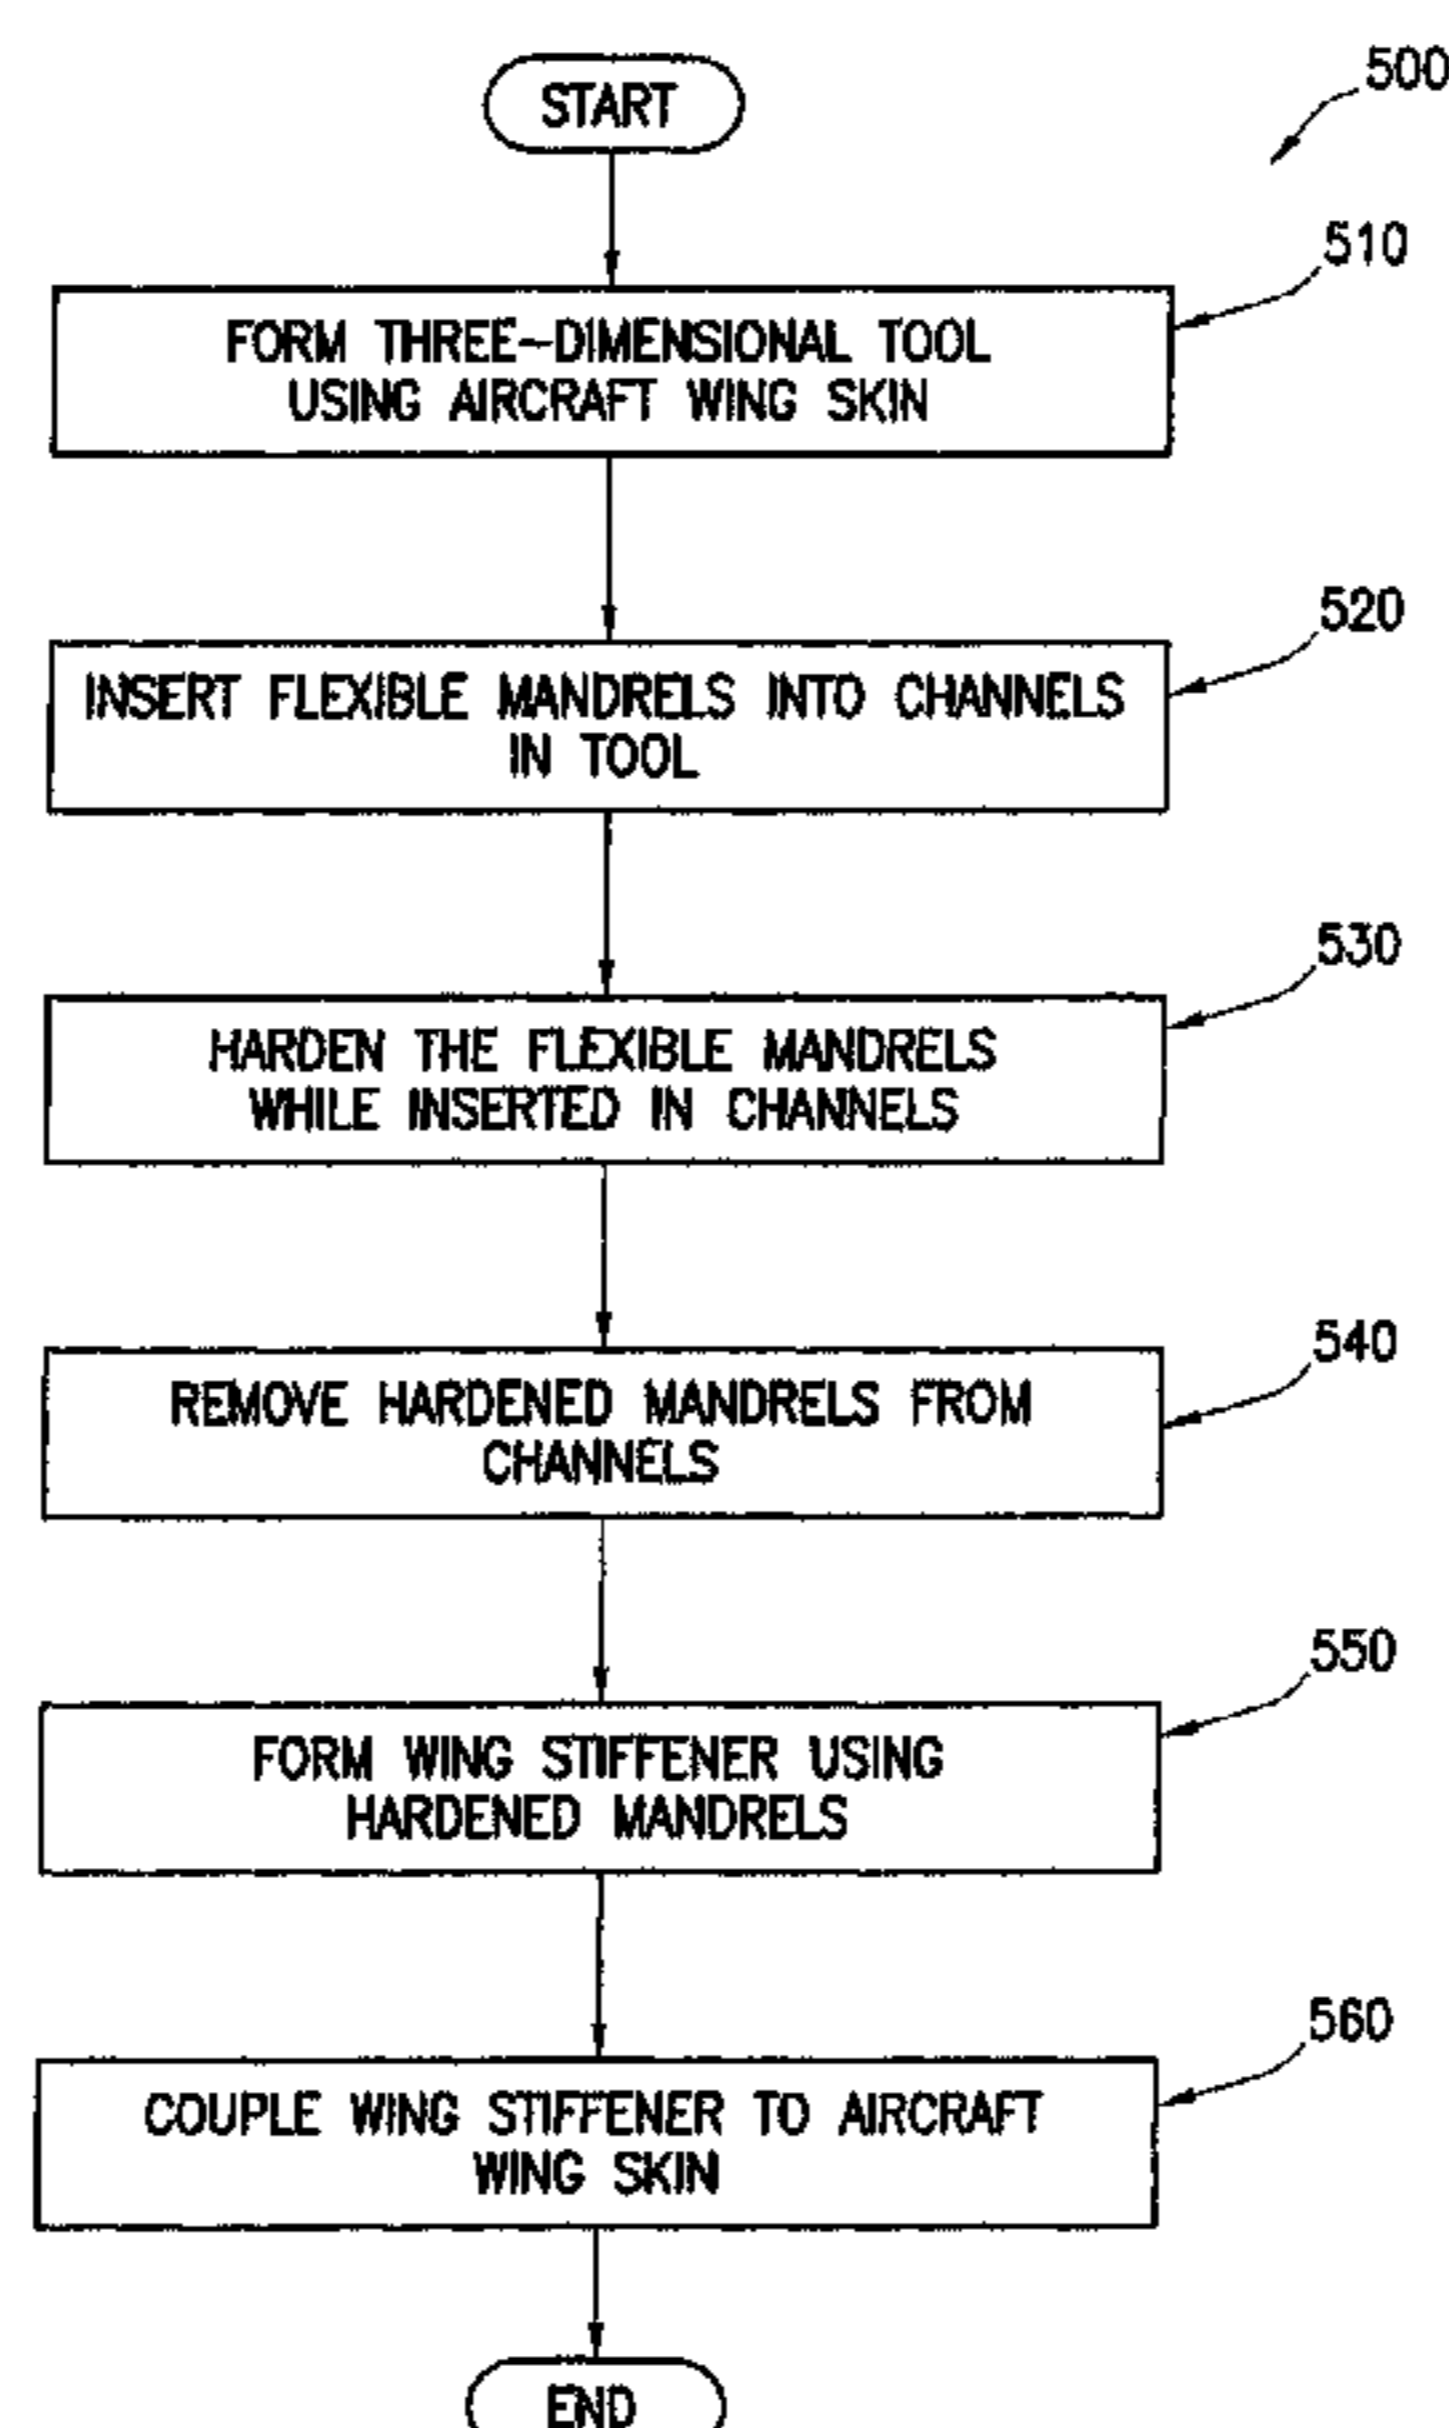 START
500
510
FORM THREE-DIMENSIONAL TOOL
USING AIRCRAFT WING SKIN
520
INSERT FLEXIBLE MANDRELS INTO CHANNELS
IN TOOL
530
HARDEN THE FLEXIBLE MANDRELS
WHILE INSERTED IN CHANNELS
540
REMOVE HARDENED MANDRELS FROM
CHANNELS
550
FORM WING STIFFENER USING
HARDENED MANDRELS
560
COUPLE WING STIFFENER TO AIRCRAFT
WING SKIN
END